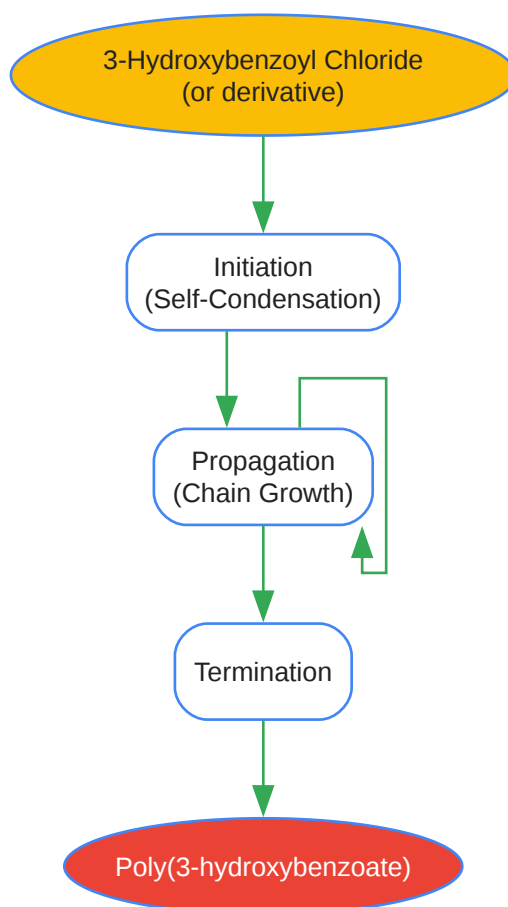 3-Hydroxybenzoyl Chloride
(or derivative)
Initiation
(Self-Condensation)
Propagation
(Chain Growth)
Termination
Poly(3-hydroxybenzoate)